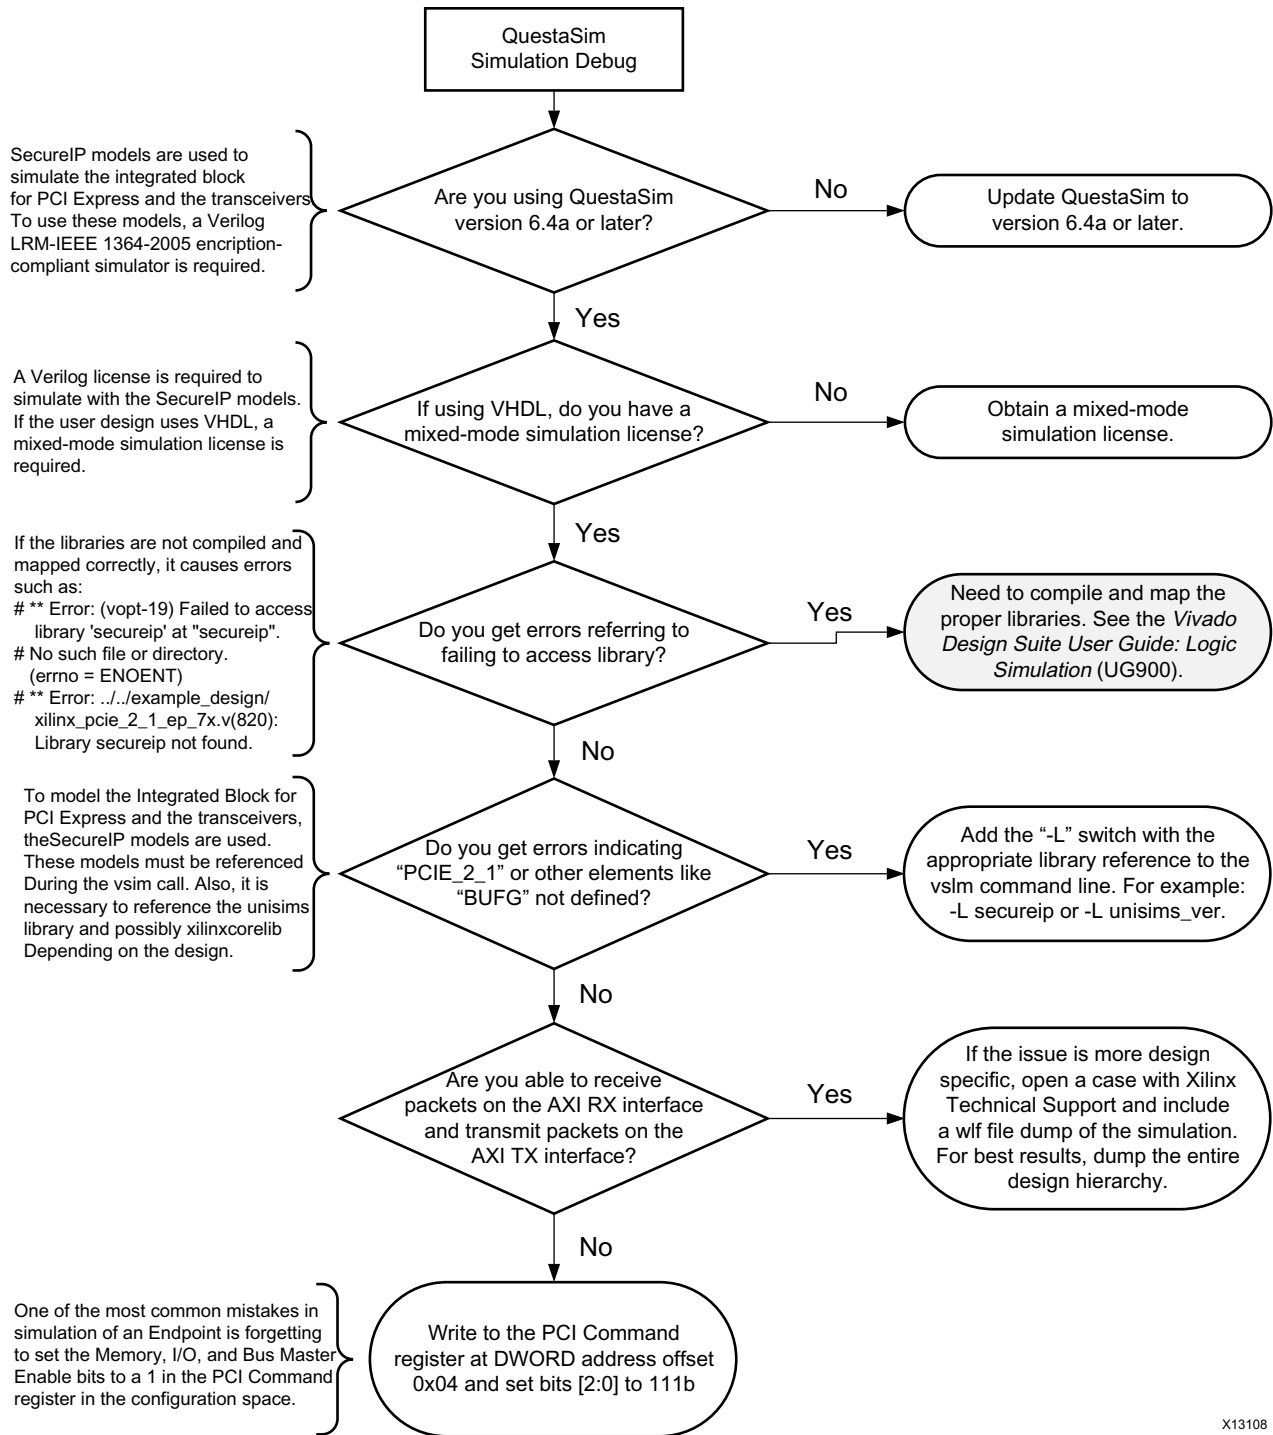 QuestaSim
Simulation Debug
SecureIP models are used to
simulate the integrated block
for PCI Express and the transceivers
To use these models, a Verilog
LRM-IEEE 1364-2005 encription-
compliant simulator is required.
Are you using QuestaSim
version 6.4a or later?
No
Update QuestaSim to
version 6.4a or later.
Yes
A Verilog license is required to
simulate with the SecureIP models.
If the user design uses VHDL, a
mixed-mode simulation license is
required.
If using VHDL, do you have a
mixed-mode simulation license?
No
Obtain a mixed-mode
simulation license.
Yes
If the libraries are not compiled and
mapped correctly, it causes errors
such as:
# ** Error: (vopt-19) Failed to access
library 'secureip' at "secureip".
# No such file or directory.
(errno = ENOENT)
# ** Error: ../../example_design/
xilinx_pcie_2_1_ep_7x.v(820):
Library secureip not found.
Do you get errors referring to
failing to access library?
Yes
Need to compile and map the
proper libraries. See the Vivado
Design Suite User Guide: Logic
Simulation (UG900).
No
To model the Integrated Block for
PCI Express and the transceivers,
theSecureIP models are used.
These models must be referenced
During the vsim call. Also, it is
necessary to reference the unisims
library and possibly xilinxcorelib
Depending on the design.
Do you get errors indicating
“PCIE_2_1” or other elements like
“BUFG” not defined?
Yes
Add the “-L” switch with the
appropriate library reference to the
vslm command line. For example:
-L secureip or -L unisims_ver.
No
Are you able to receive
packets on the AXI RX interface
and transmit packets on the
AXI TX interface?
Yes
If the issue is more design
specific, open a case with Xilinx
Technical Support and include
a wlf file dump of the simulation.
For best results, dump the entire
design hierarchy.
No
One of the most common mistakes in
simulation of an Endpoint is forgetting
to set the Memory, I/O, and Bus Master
Enable bits to a 1 in the PCI Command
register in the configuration space.
Write to the PCI Command
register at DWORD address offset
0x04 and set bits [2:0] to 111b
X13108